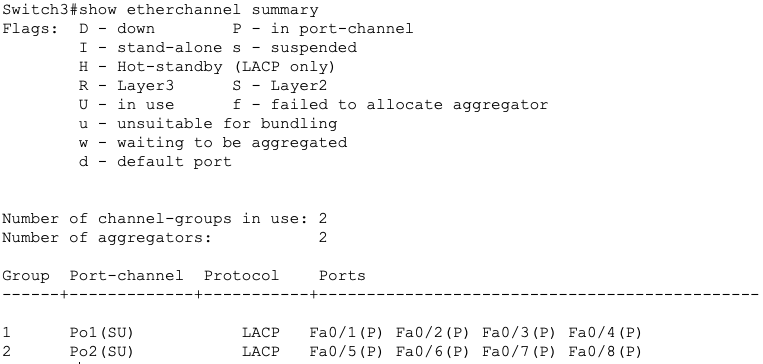 Switch3#show etherchannel summary
Flags:  D - down        P - in port-channel
        I - stand-alone s - suspended
        H - Hot-standby (LACP only)
        R - Layer3      S - Layer2
        U - in use      f - failed to allocate aggregator
        u - unsuitable for bundling
        w - waiting to be aggregated
        d - default port
Number of channel-groups in use: 2
Number of aggregators:           2
Group  Port-channel  Protocol    Ports
------+-------------+-----------+----------------------------------------------
1      Po1(SU)           LACP   Fa0/1(P) Fa0/2(P) Fa0/3(P) Fa0/4(P)
2      Po2(SU)           LACP   Fa0/5(P) Fa0/6(P) Fa0/7(P) Fa0/8(P)